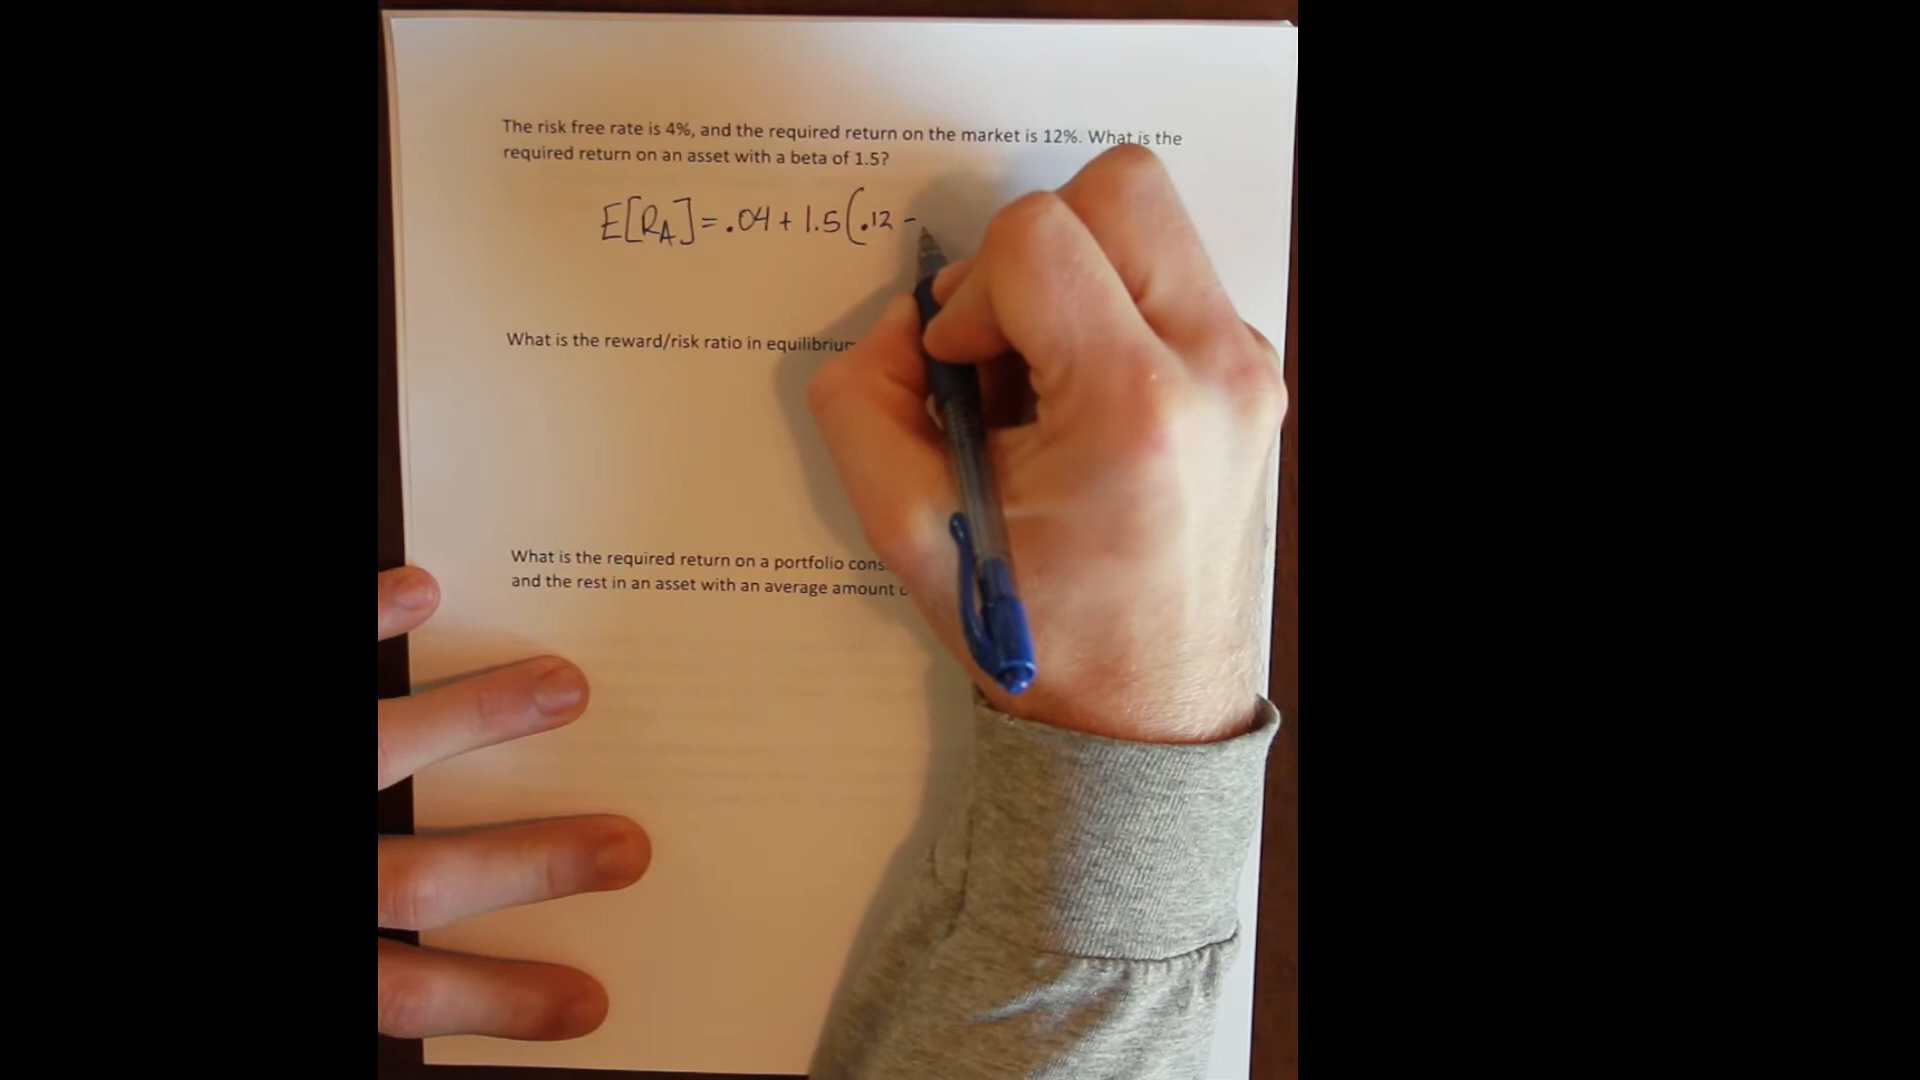 The risk free rate is 4%, and the required return on the market is 12%. What is the
required return on an asset with a beta of 1.5?
E[RA] = .04 + 1.5(.12 -
What is the reward/risk ratio in
What is the required return on a portfolio
and the rest in an asset with an average amount